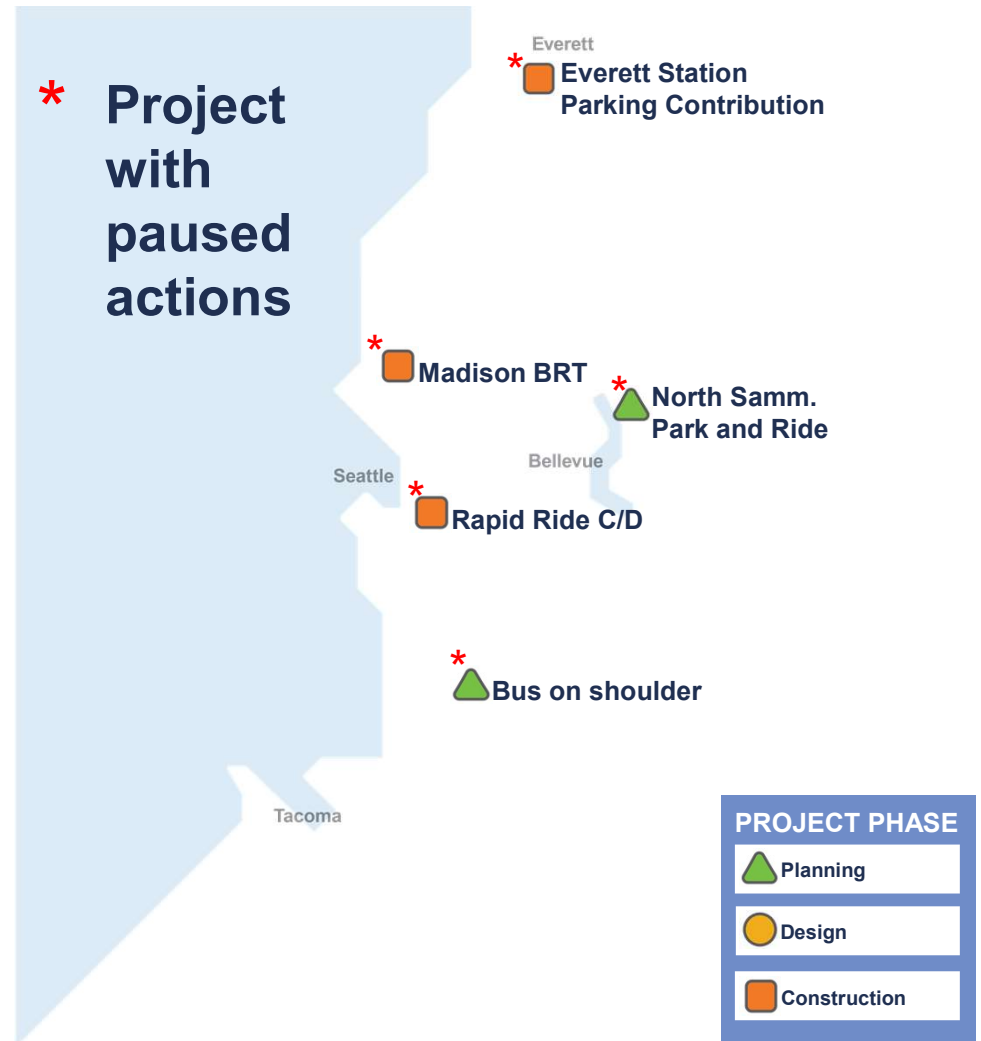 * Project
with
paused
actions
Everett
* Everett Station
Parking Contribution
* Madison BRT
* North Samm.
Park and Ride
Bellevue
Seattle
* Rapid Ride C/D
* Bus on shoulder
Tacoma
PROJECT PHASE
Planning
Design
Construction